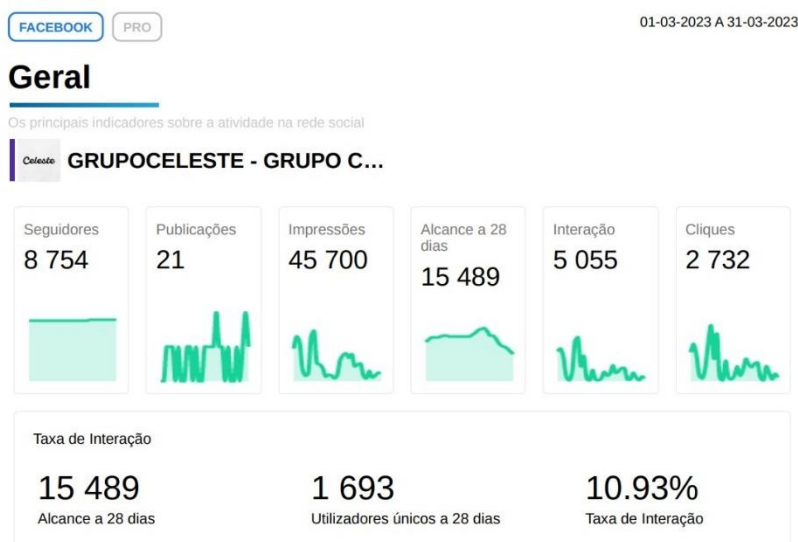 FACEBOOK PRO 01-03-2023 A 31-03-2023
Geral
Os principais indicadores sobre a atividade na rede social
Celeste GRUPOCELESTE - GRUPO C...
Seguidores
8 754
Publicações
21
Impressões
45 700
Alcance a 28
dias
15 489
Interação
5 055
Cliques
2 732
Taxa de Interação
15 489
Alcance a 28 dias
1 693
Utilizadores únicos a 28 dias
10.93%
Taxa de Interação